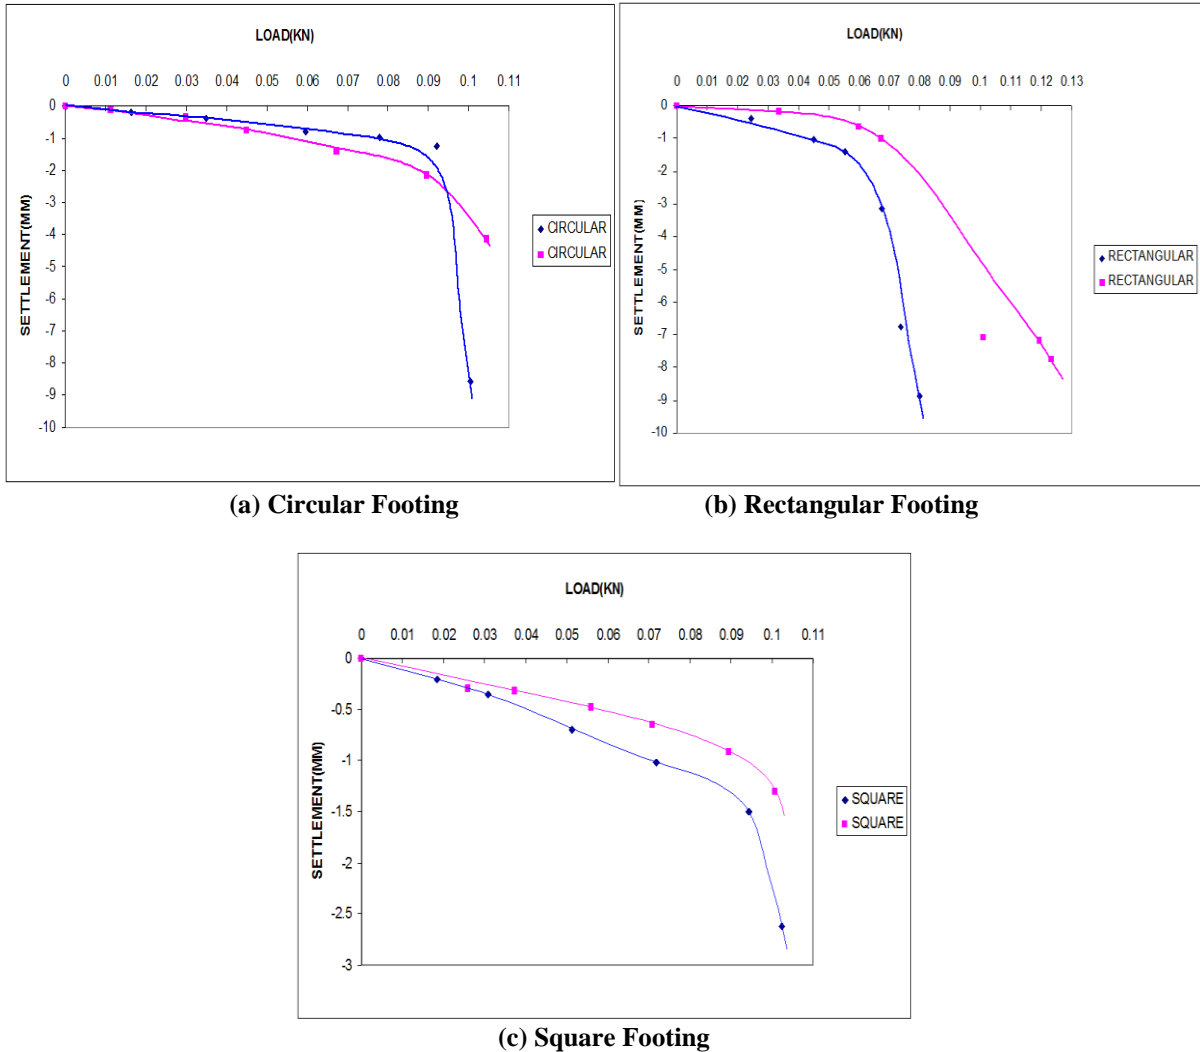 LOAD(KN)
0 0.01 0.02 0.03 0.04 0.05 0.06 0.07 0.08 0.09 0.1 0.11
0
-1
-2
-3
-4
-5
-6
-7
-8
-9
-10
SETTLEMENT(MM)
CIRCULAR
CIRCULAR
(a) Circular Footing
LOAD(KN)
0 0.01 0.02 0.03 0.04 0.05 0.06 0.07 0.08 0.09 0.1 0.11 0.12 0.13
0
-1
-2
-3
-4
-5
-6
-7
-8
-9
-10
SETTLEMENT(MM)
RECTANGULAR
RECTANGULAR
(b) Rectangular Footing
LOAD(KN)
0 0.01 0.02 0.03 0.04 0.05 0.06 0.07 0.08 0.09 0.1 0.11
0
-0.5
-1
-1.5
-2
-2.5
-3
SETTLEMENT(MM)
SQUARE
SQUARE
(c) Square Footing